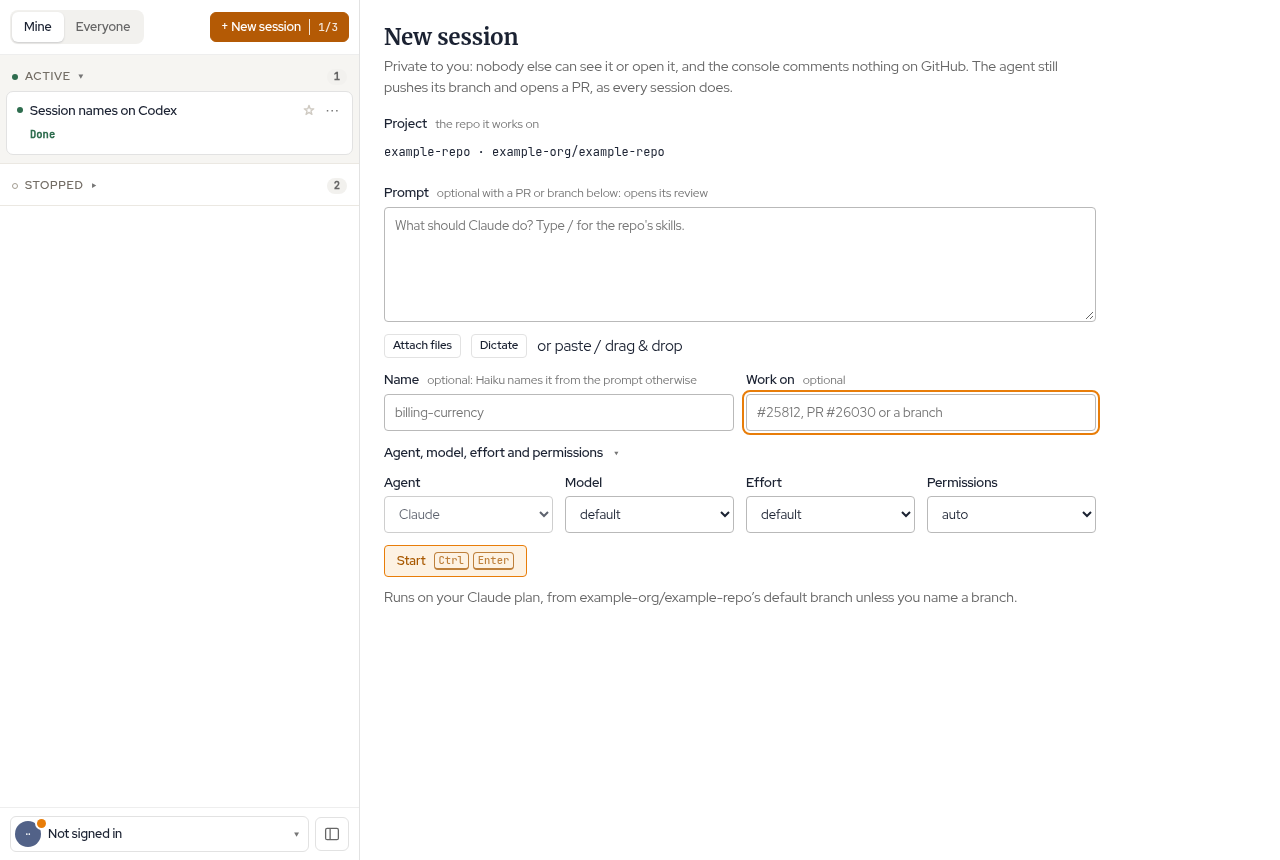 Mine
Everyone
+ New session
1/3
ACTIVE
1
Session names on Codex
Done
STOPPED
2
Not signed in
New session
Private to you: nobody else can see it or open it, and the console comments nothing on GitHub. The agent still
pushes its branch and opens a PR, as every session does.
Project the repo it works on
example-repo · example-org/example-repo
Prompt optional with a PR or branch below: opens its review
What should Claude do? Type / for the repo's skills.
Attach files
Dictate
or paste / drag & drop
Name optional: Haiku names it from the prompt otherwise
Work on optional
billing-currency
#25812, PR #26030 or a branch
Agent, model, effort and permissions
Agent
Model
Effort
Permissions
Claude
default
default
auto
Start Ctrl Enter
Runs on your Claude plan, from example-org/example-repo's default branch unless you name a branch.